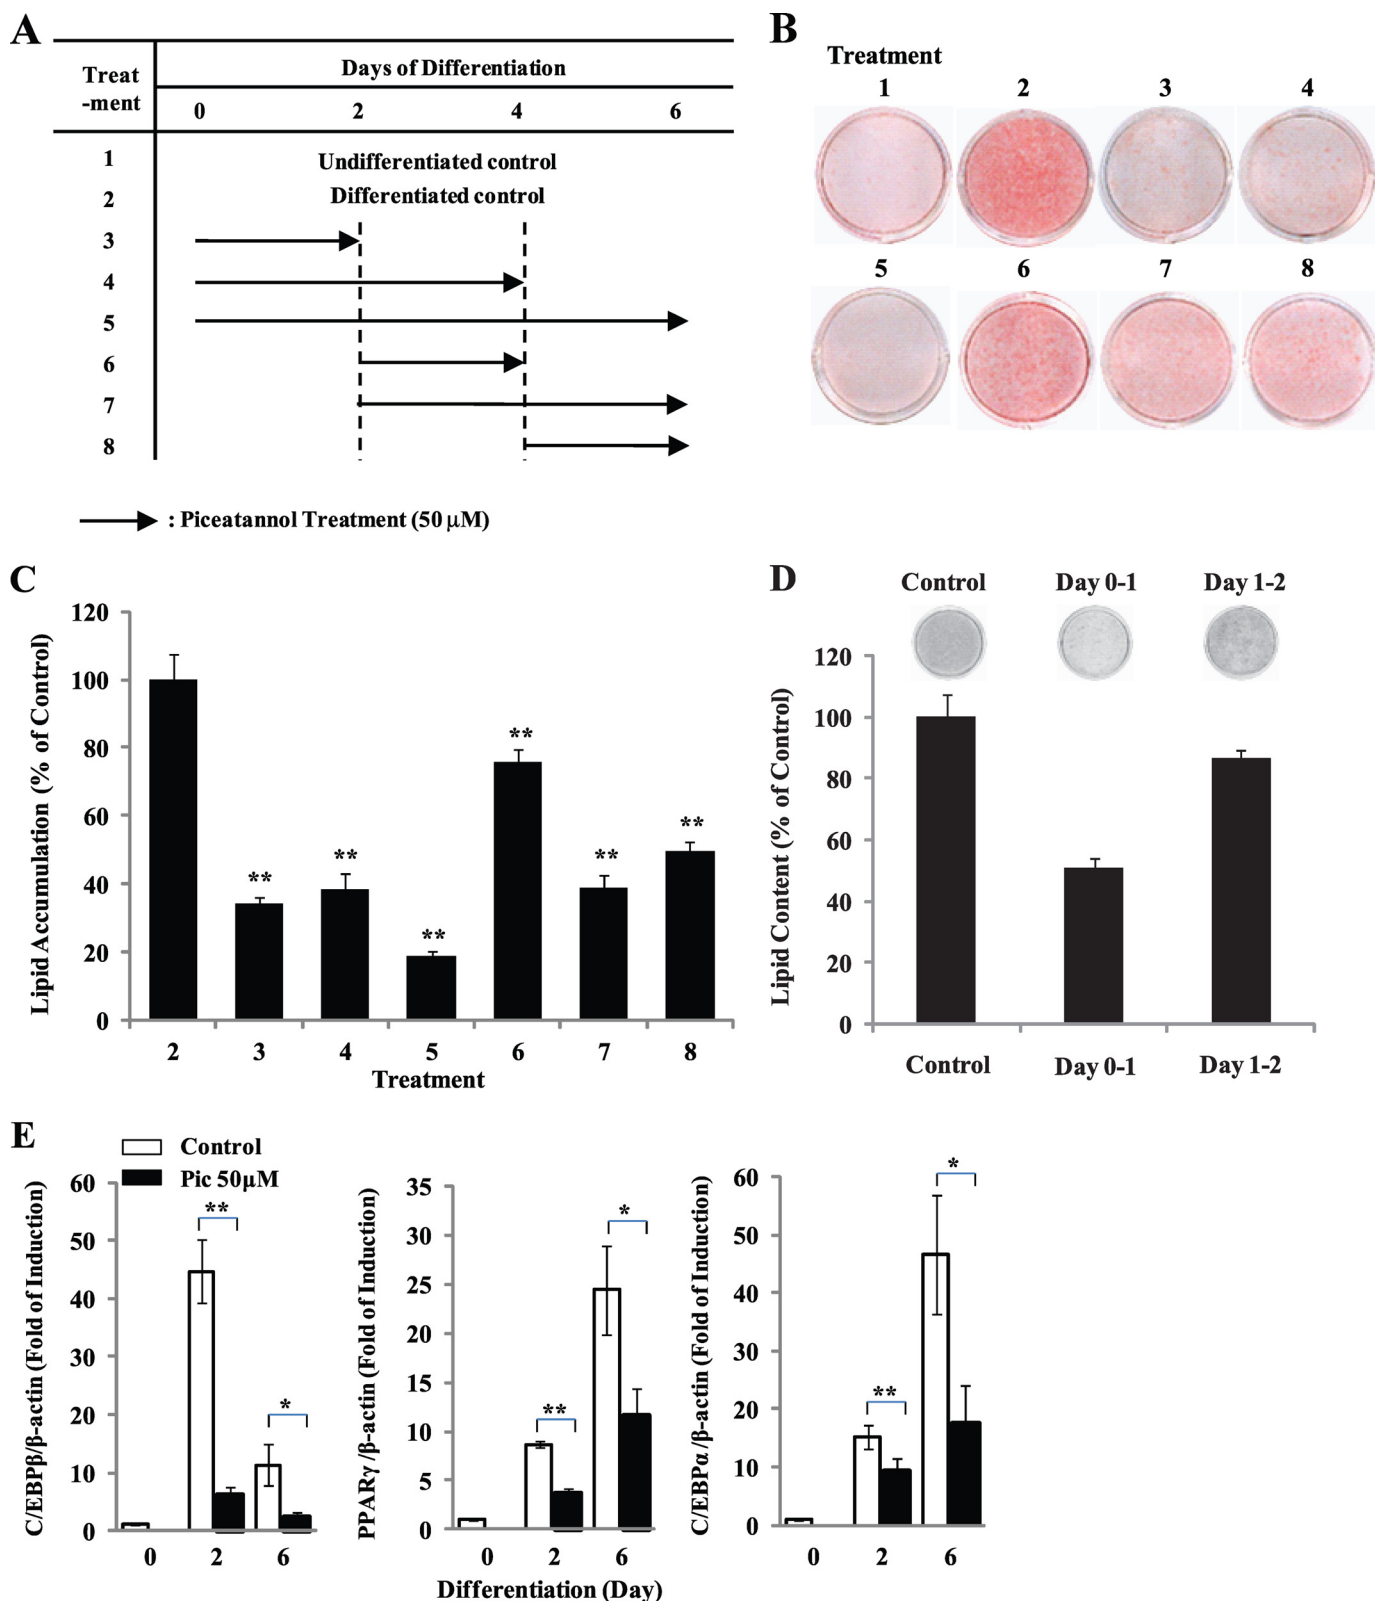 A
Treat
-ment
Days of Differentiation
0 2 4 6
1 Undifferentiated control
2 Differentiated control
3
4
5
6
7
8
: Piceatannol Treatment (50 μM)
B
Treatment
1 2 3 4
5 6 7 8
C
Lipid Accumulation (% of Control)
120
100
80
60
40
20
0
** ** ** ** ** **
2 3 4 5 6 7 8
Treatment
D
Control Day 0-1 Day 1-2
Lipid Content (% of Control)
120
100
80
60
40
20
0
Control Day 0-1 Day 1-2
E
Control
Pic 50μM
C/EBPβ/β-actin (Fold of Induction)
60
50
40
30
20
10
0
** *
0 2 6
PPARγ/β-actin (Fold of Induction)
35
30
25
20
15
10
5
0
** *
0 2 6
C/EBPα/β-actin (Fold of Induction)
60
50
40
30
20
10
0
** *
0 2 6
Differentiation (Day)